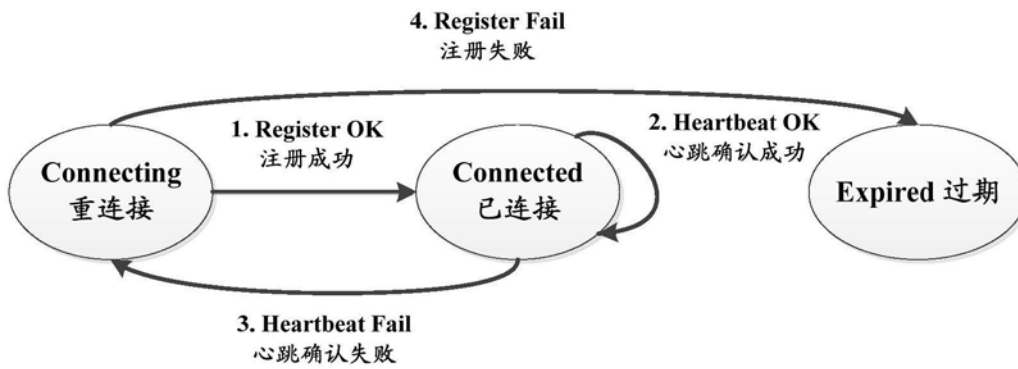 4. Register Fail
注册失败
1. Register OK
注册成功
2. Heartbeat OK
心跳确认成功
Connecting
重连接
Connected
已连接
Expired 过期
3. Heartbeat Fail
心跳确认失败